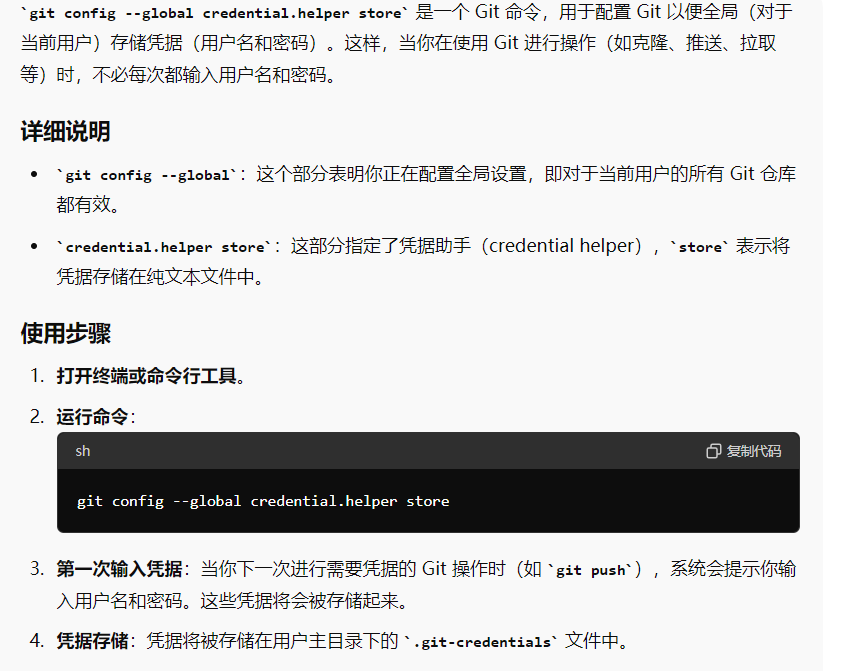 `git config --global credential.helper store` 是一个 Git 命令，用于配置 Git 以便全局（对于
当前用户）存储凭据（用户名和密码）。这样，当你在使用 Git 进行操作（如克隆、推送、拉取
等）时，不必每次都输入用户名和密码。
详细说明
• `git config --global`：这个部分表明你正在配置全局设置，即对于当前用户的所有 Git 仓库
都有效。
• `credential.helper store`：这部分指定了凭据助手（credential helper），`store` 表示将
凭据存储在纯文本文件中。
使用步骤
1. 打开终端或命令行工具。
2. 运行命令：
sh 复制代码
git config --global credential.helper store
3. 第一次输入凭据：当你下一次进行需要凭据的 Git 操作时（如 `git push`），系统会提示你输
入用户名和密码。这些凭据将会被存储起来。
4. 凭据存储：凭据将被存储在用户主目录下的 `.git-credentials` 文件中。